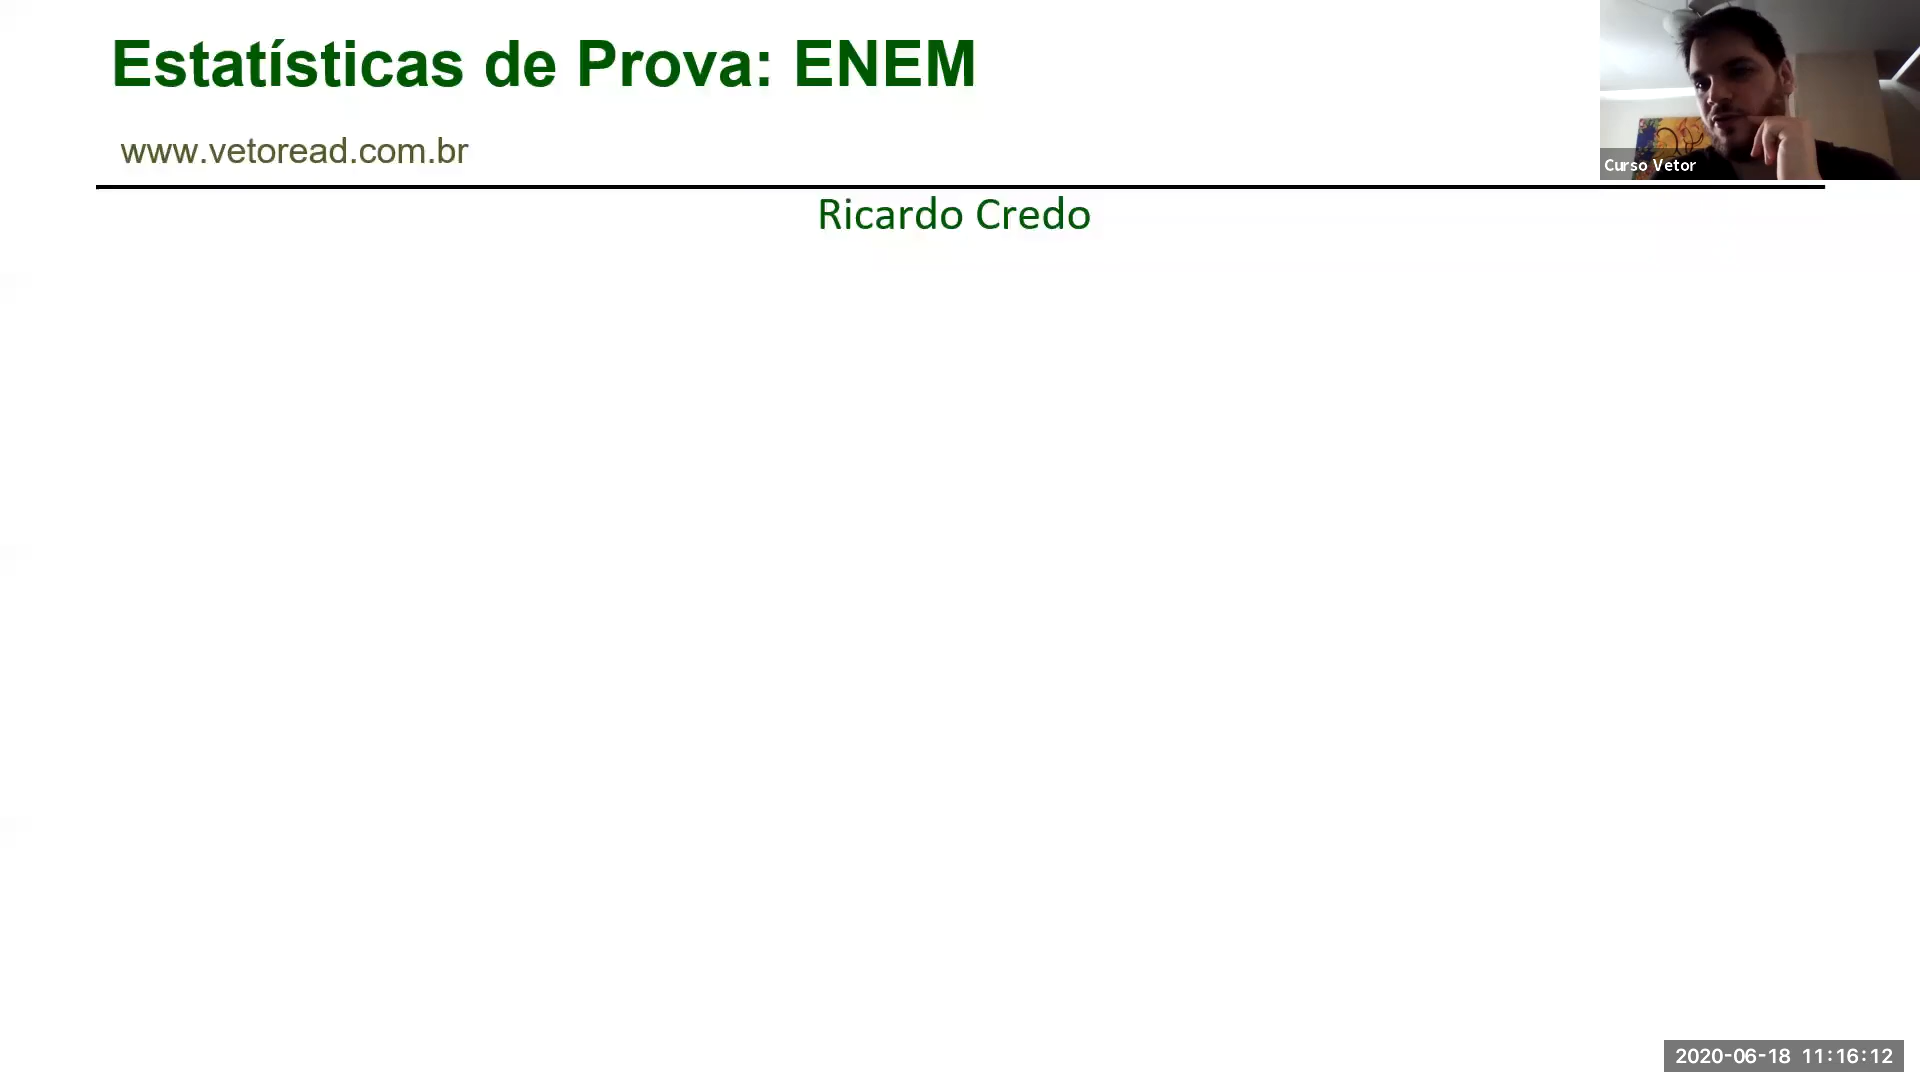 Estatísticas de Prova: ENEM
www.vetoread.com.br
Curso Vetor
Ricardo Credo
2020-06-18 11:16:12